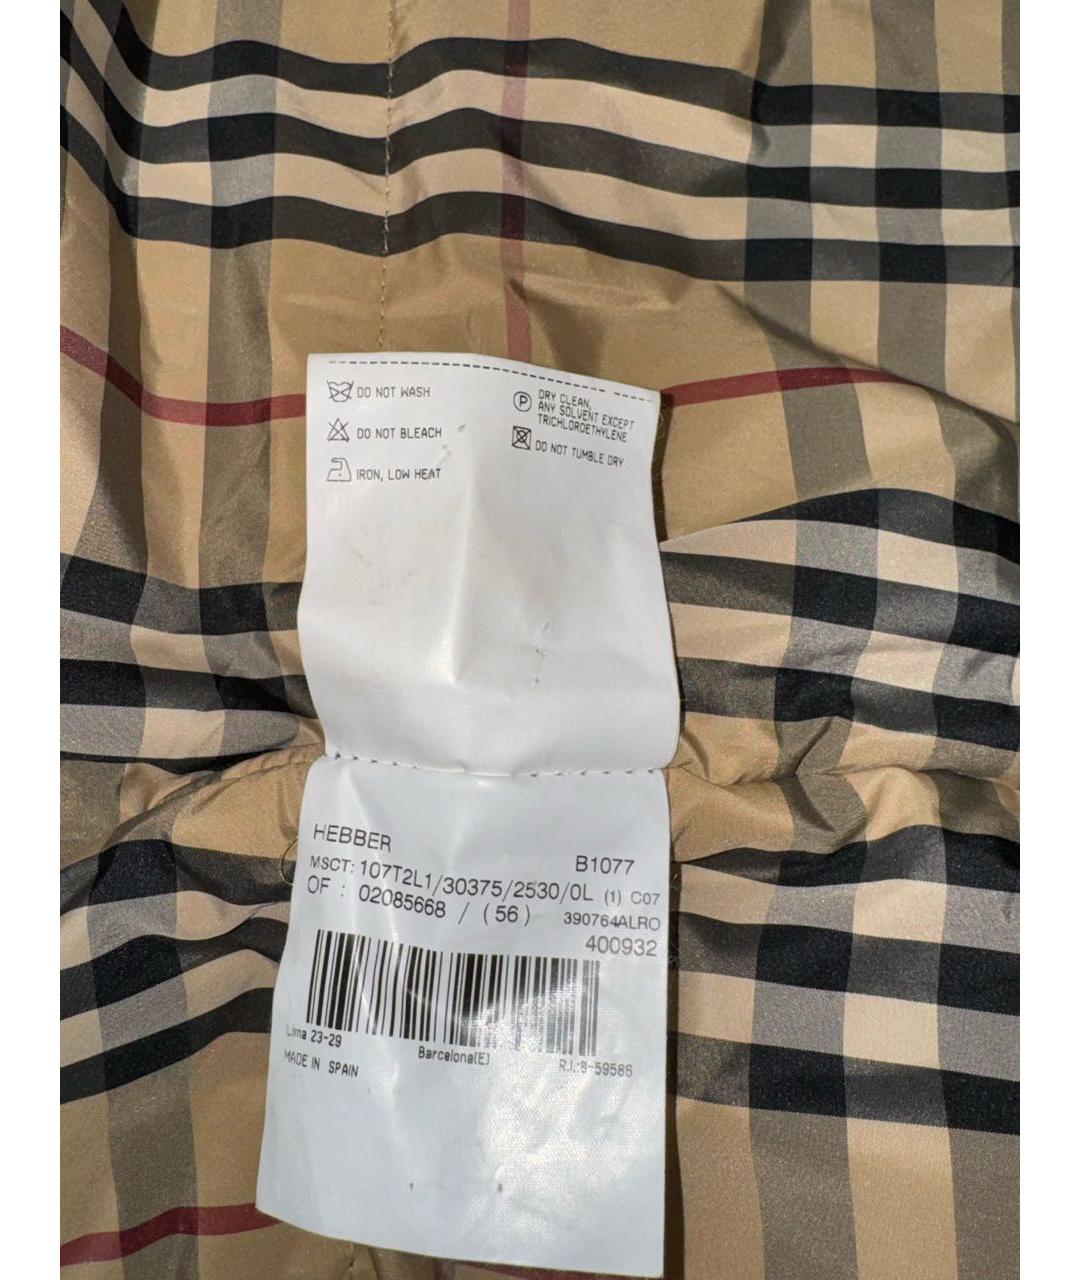 DO NOT WASH
DO NOT BLEACH
IRON, LOW HEAT
P
DRY CLEAN,
ANY SOLVENT EXCEPT
TRICHLOROETHYLENE
DO NOT TUMBLE DRY
HEBBER
B1077
MSCT: 107T2L1/30375/2530/0L (1) C07
OF : 02085668 / (56) 390764ALRO
400932
Lima 23-29
Barcelona(E)
R.I.:B-59586
MADE IN SPAIN